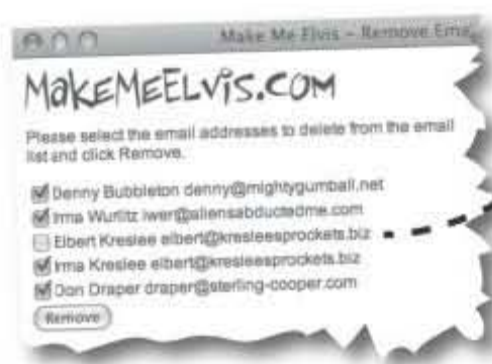 Make Me Elvis - Remove Ema
MakeMeElvis.com
Please select the email addresses to delete from the email
list and click Remove.
Denny Bubbleton denny@mightygumball.net
Irma Wurlitz iwer@aliensabductedme.com
Elbert Kreslee elbert@kresleesprockets.biz
Irma Kreslee elbert@kresleesprockets.biz
Don Draper draper@sterling-cooper.com
Remove